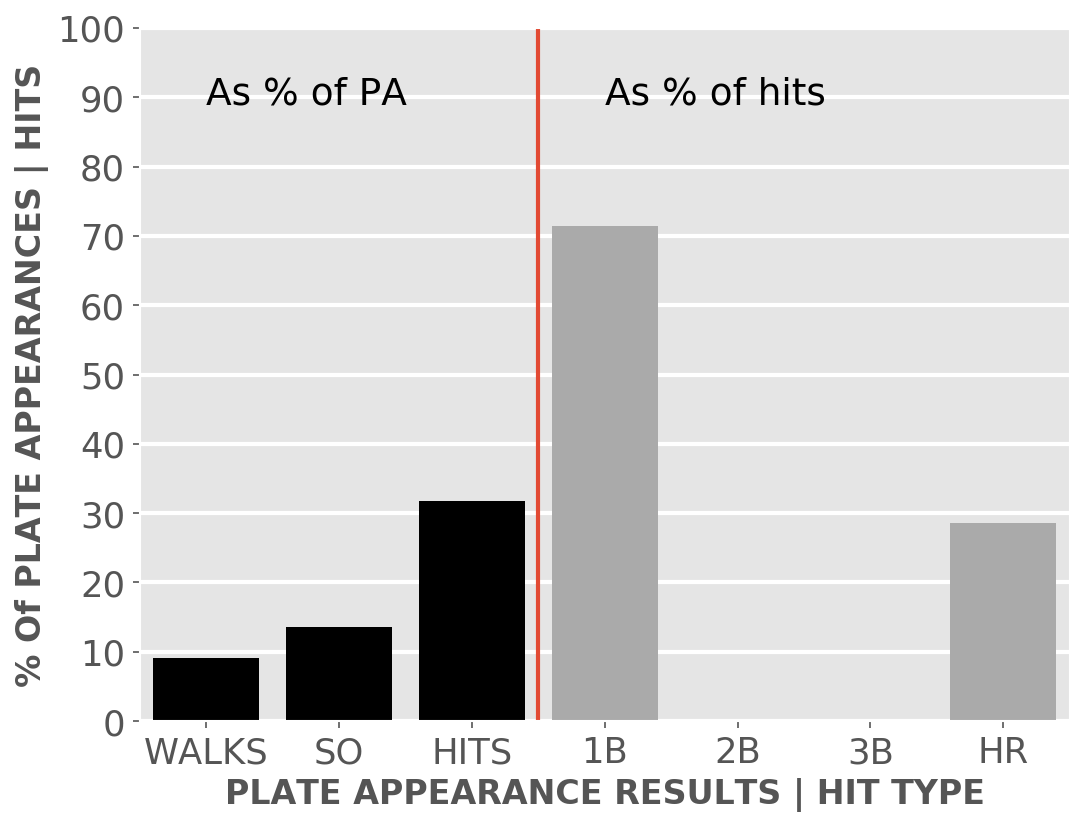 % Of PLATE APPEARANCES | HITS
100
90
80
70
60
50
40
30
20
10
0
As % of PA
As % of hits
WALKS SO HITS 1B 2B 3B HR
PLATE APPEARANCE RESULTS | HIT TYPE